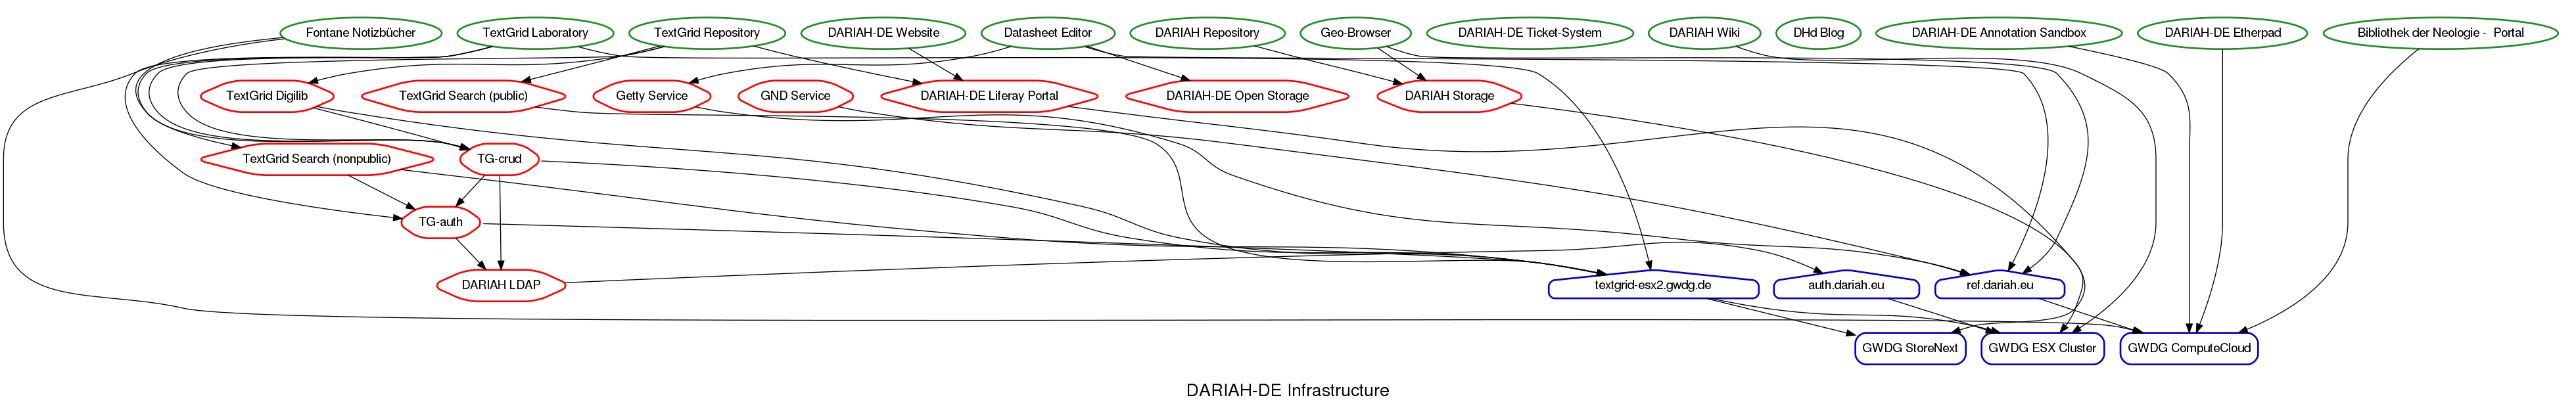 Fontane Notizbücher
TextGrid Laboratory
TextGrid Repository
DARIAH-DE Website
Datasheet Editor
DARIAH Repository
Geo-Browser
DARIAH-DE Ticket-System
DARIAH Wiki
DHd Blog
DARIAH-DE Annotation Sandbox
DARIAH-DE Etherpad
Bibliothek der Neologie - Portal
TextGrid Digilib
TextGrid Search (public)
Getty Service
GND Service
DARIAH-DE Liferay Portal
DARIAH-DE Open Storage
DARIAH Storage
TextGrid Search (nonpublic)
TG-crud
TG-auth
DARIAH LDAP
textgrid-esx2.gwdg.de
auth.dariah.eu
ref.dariah.eu
GWDG StoreNext
GWDG ESX Cluster
GWDG ComputeCloud
DARIAH-DE Infrastructure